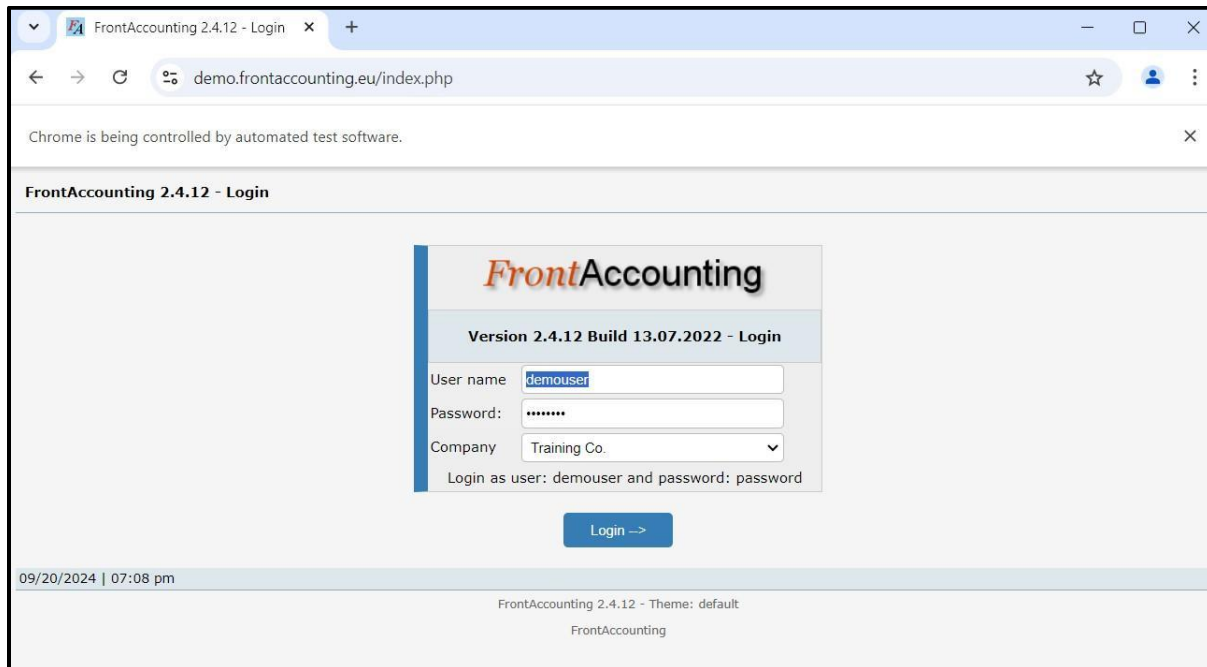 FrontAccounting 2.4.12 - Login
demo.frontaccounting.eu/index.php
Chrome is being controlled by automated test software.
FrontAccounting 2.4.12 - Login
FrontAccounting
Version 2.4.12 Build 13.07.2022 - Login
User name demouser
Password: ••••••••
Company Training Co.
Login as user: demouser and password: password
Login -->
09/20/2024 | 07:08 pm
FrontAccounting 2.4.12 - Theme: default
FrontAccounting